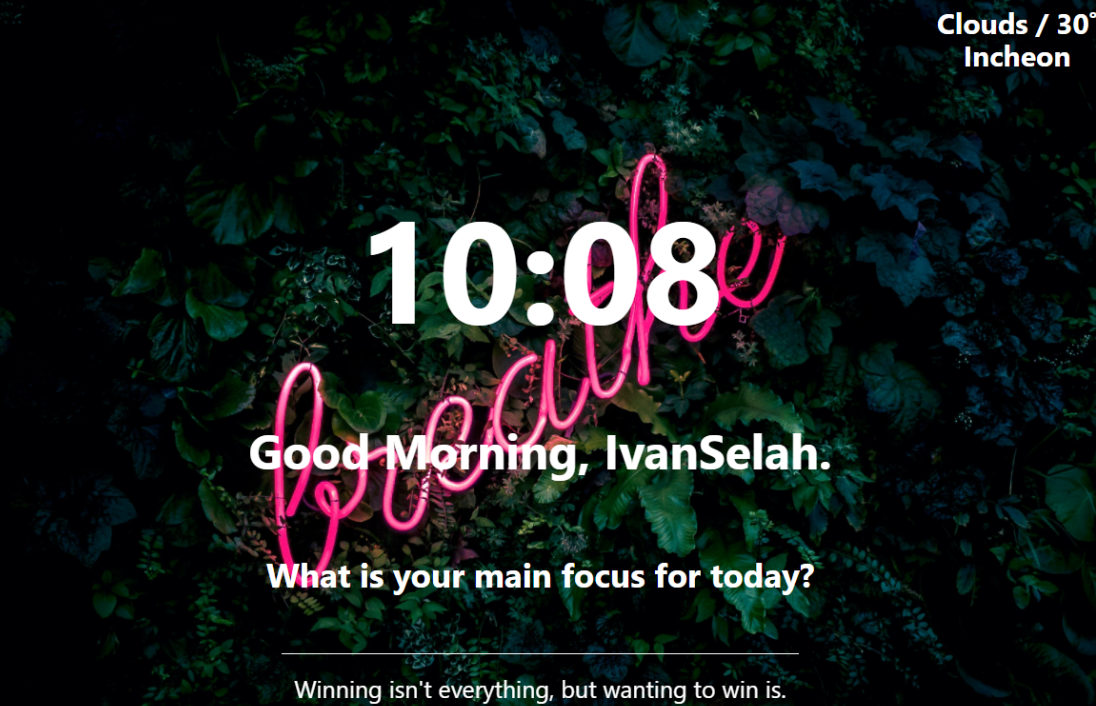 Clouds / 30°
Incheon
10:08
breathe
Good Morning, IvanSelah.
What is your main focus for today?
Winning isn't everything, but wanting to win is.